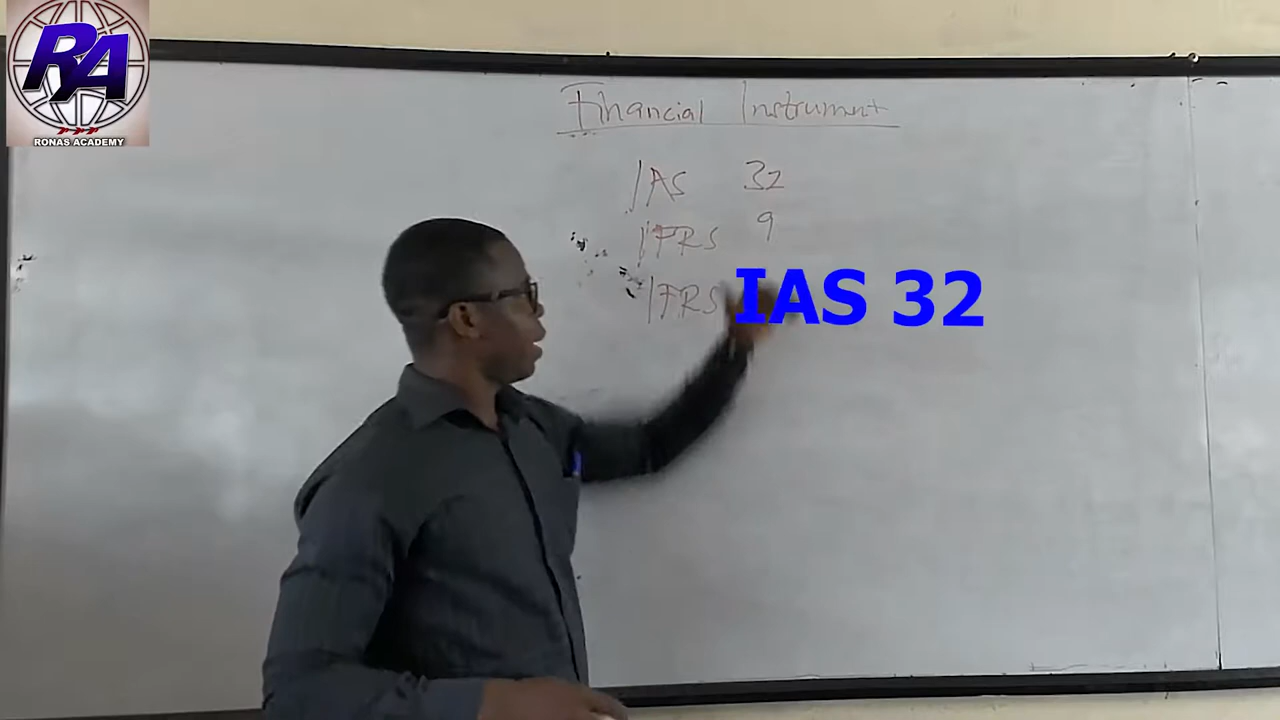 RA
RONAS ACADEMY
Financial Instrument
IAS 32
IFRS 9
IFRS
IAS 32